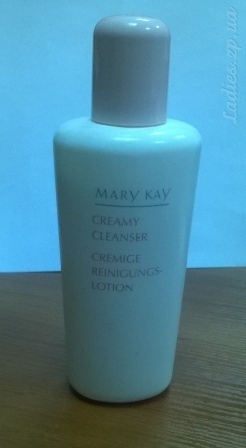 MARY KAY
CREAMY
CLEANSER
CREMIGE
REINIGUNGS-
LOTION
Ladies.zp.ua